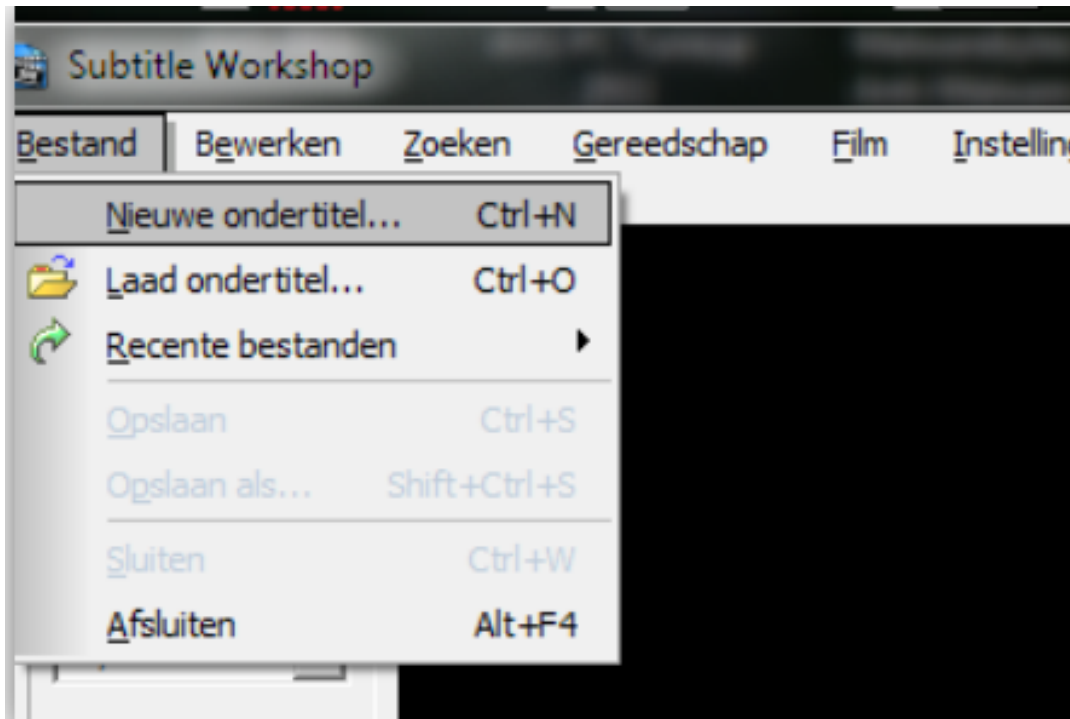 Subtitle Workshop
Bestand Bewerken Zoeken Gereedschap Film Instelling
Nieuwe ondertitel... Ctrl+N
Laad ondertitel... Ctrl+O
Recente bestanden
Opslaan Ctrl+S
Opslaan als... Shift+Ctrl+S
Sluiten Ctrl+W
Afsluiten Alt+F4